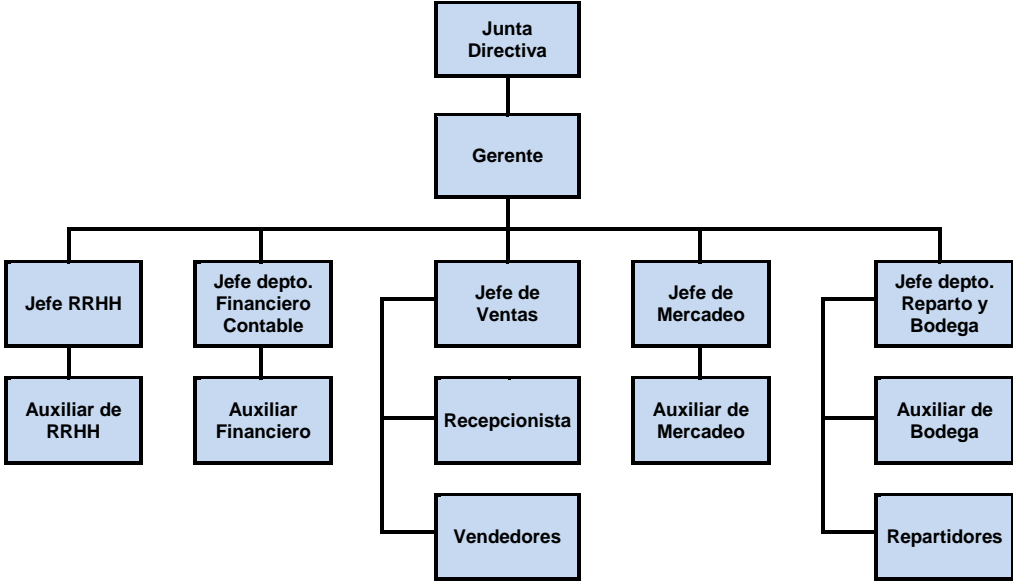 Junta
Directiva
Gerente
Jefe RRHH
Jefe depto.
Financiero
Contable
Jefe de
Ventas
Jefe de
Mercadeo
Jefe depto.
Reparto y
Bodega
Auxiliar de
RRHH
Auxiliar
Financiero
Recepcionista
Auxiliar de
Mercadeo
Auxiliar de
Bodega
Vendedores
Repartidores